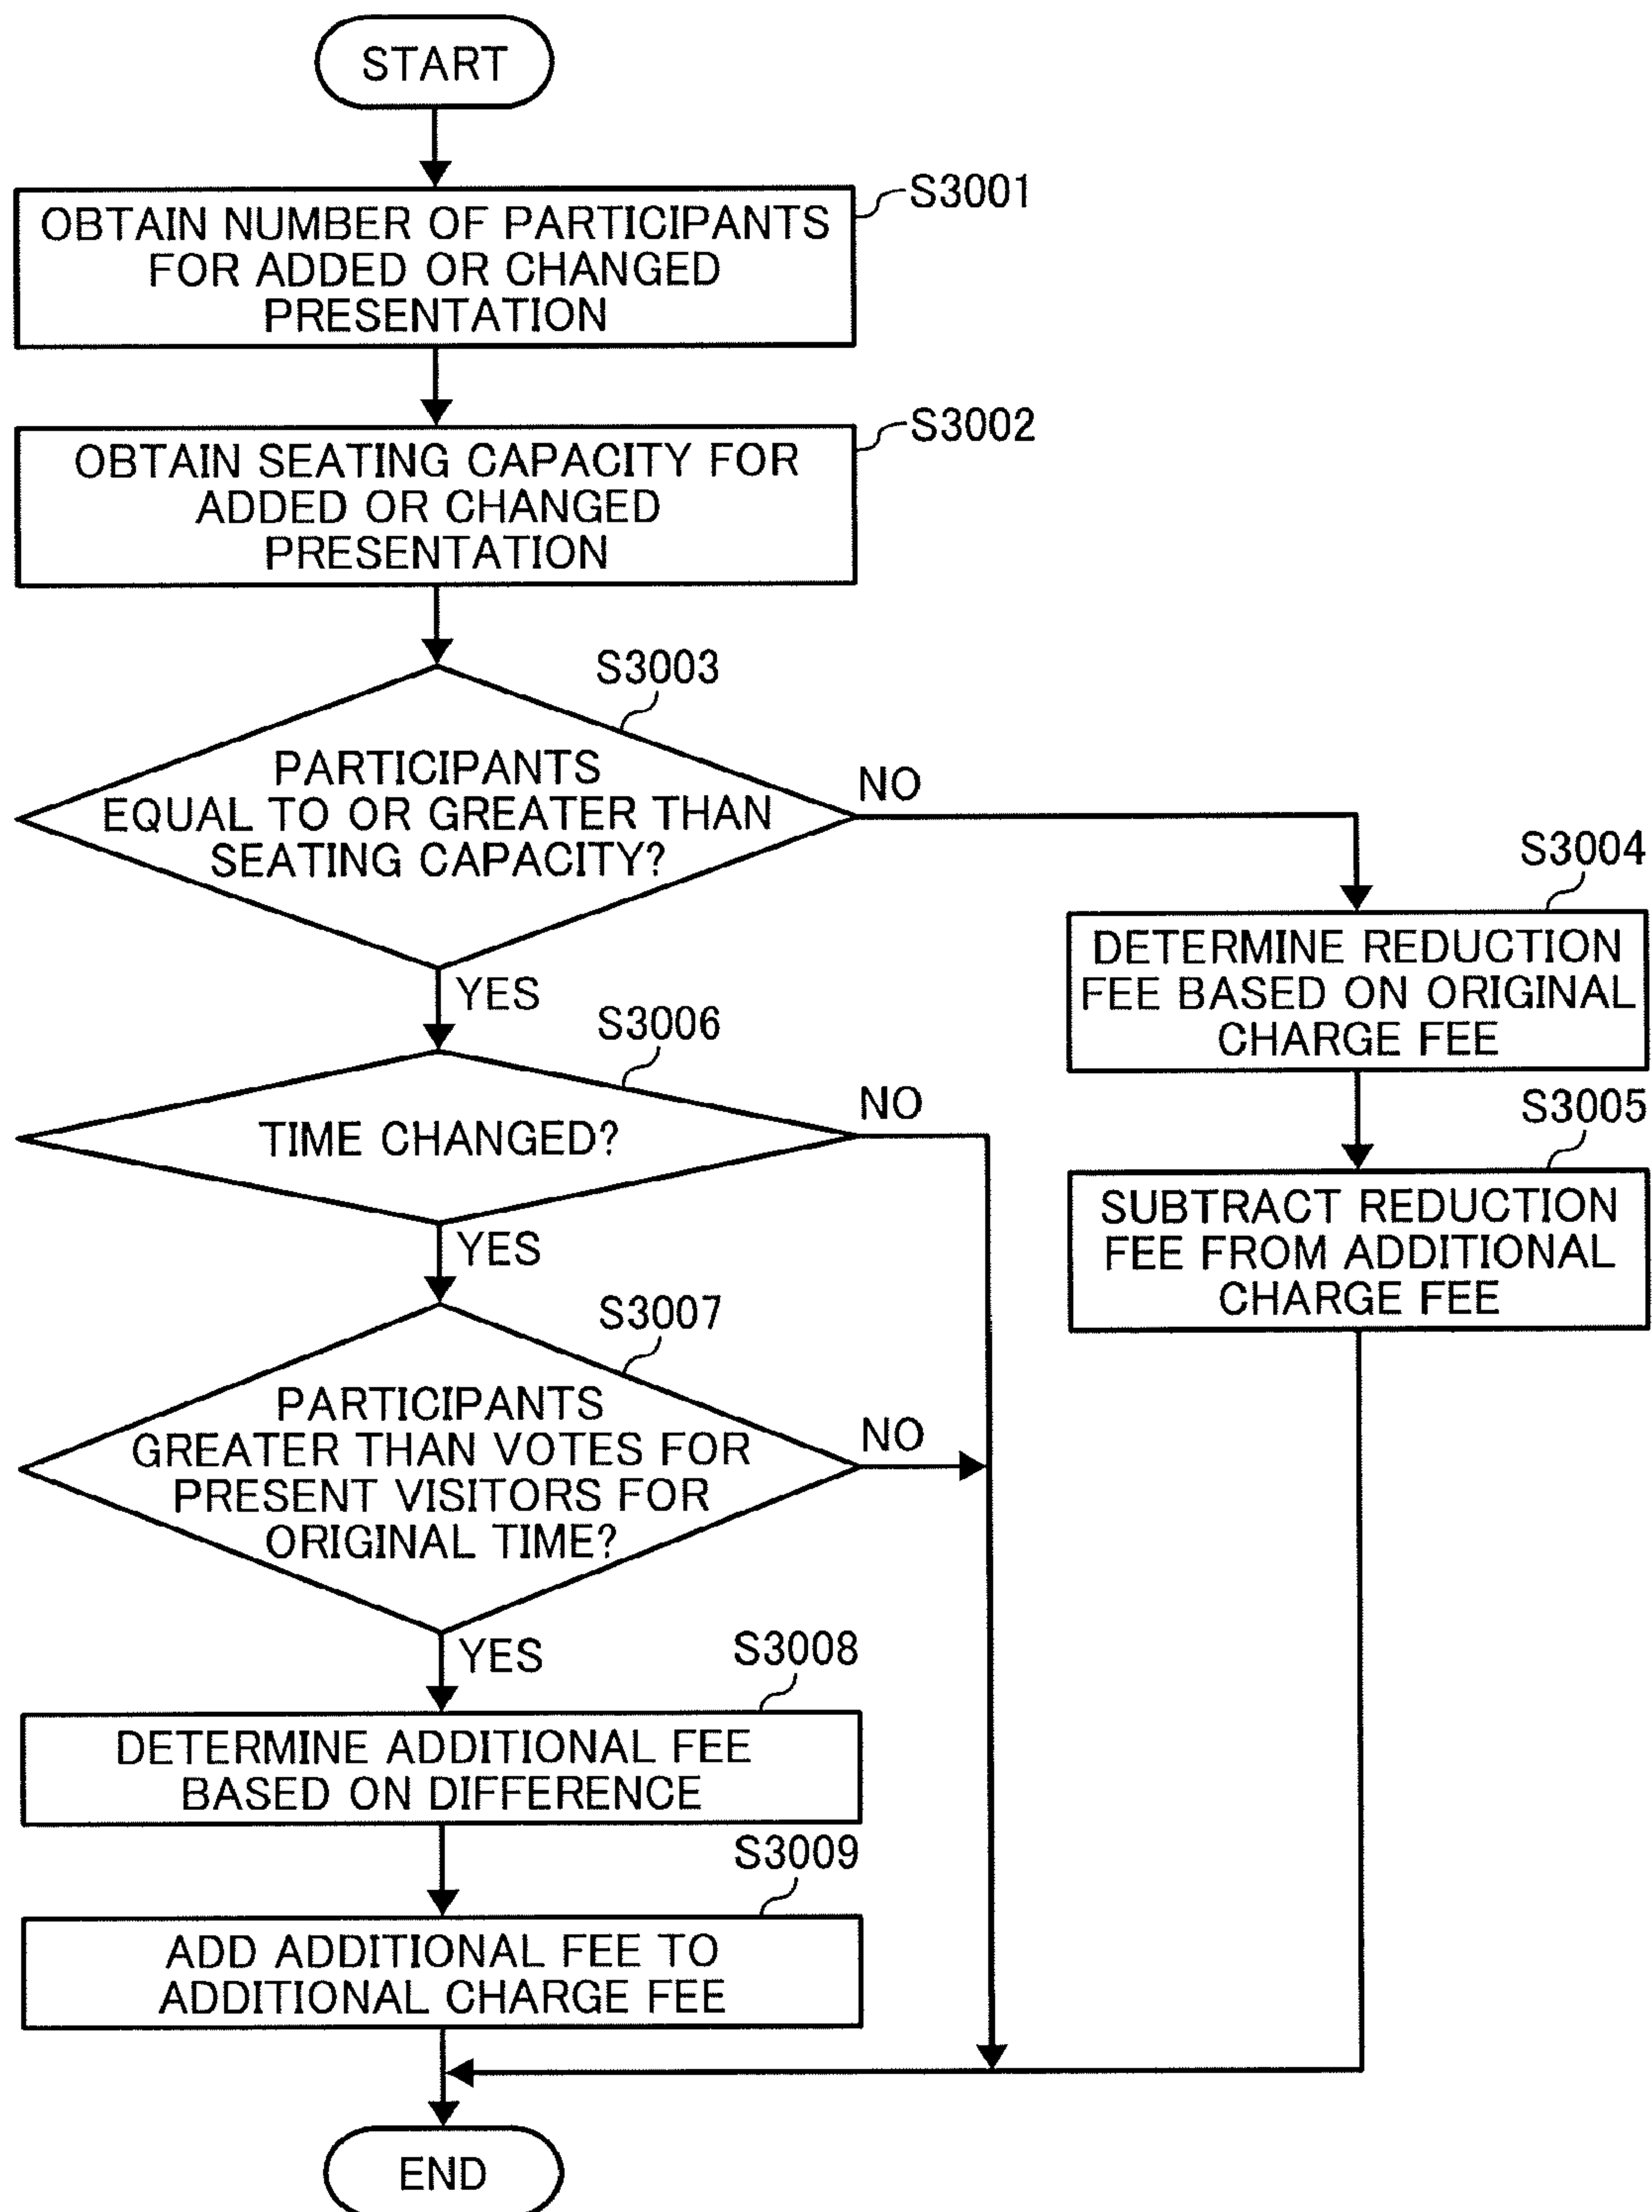 START
S3001
OBTAIN NUMBER OF PARTICIPANTS
FOR ADDED OR CHANGED
PRESENTATION
S3002
OBTAIN SEATING CAPACITY FOR
ADDED OR CHANGED
PRESENTATION
S3003
PARTICIPANTS
EQUAL TO OR GREATER THAN
SEATING CAPACITY?
NO
YES
S3004
DETERMINE REDUCTION
FEE BASED ON ORIGINAL
CHARGE FEE
S3005
SUBTRACT REDUCTION
FEE FROM ADDITIONAL
CHARGE FEE
S3006
TIME CHANGED?
NO
YES
S3007
PARTICIPANTS
GREATER THAN VOTES FOR
PRESENT VISITORS FOR
ORIGINAL TIME?
NO
YES
S3008
DETERMINE ADDITIONAL FEE
BASED ON DIFFERENCE
S3009
ADD ADDITIONAL FEE TO
ADDITIONAL CHARGE FEE
END